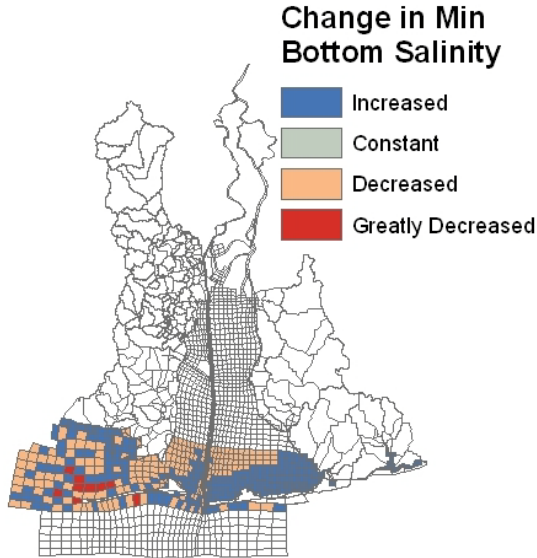 Change in Min
Bottom Salinity
Increased
Constant
Decreased
Greatly Decreased